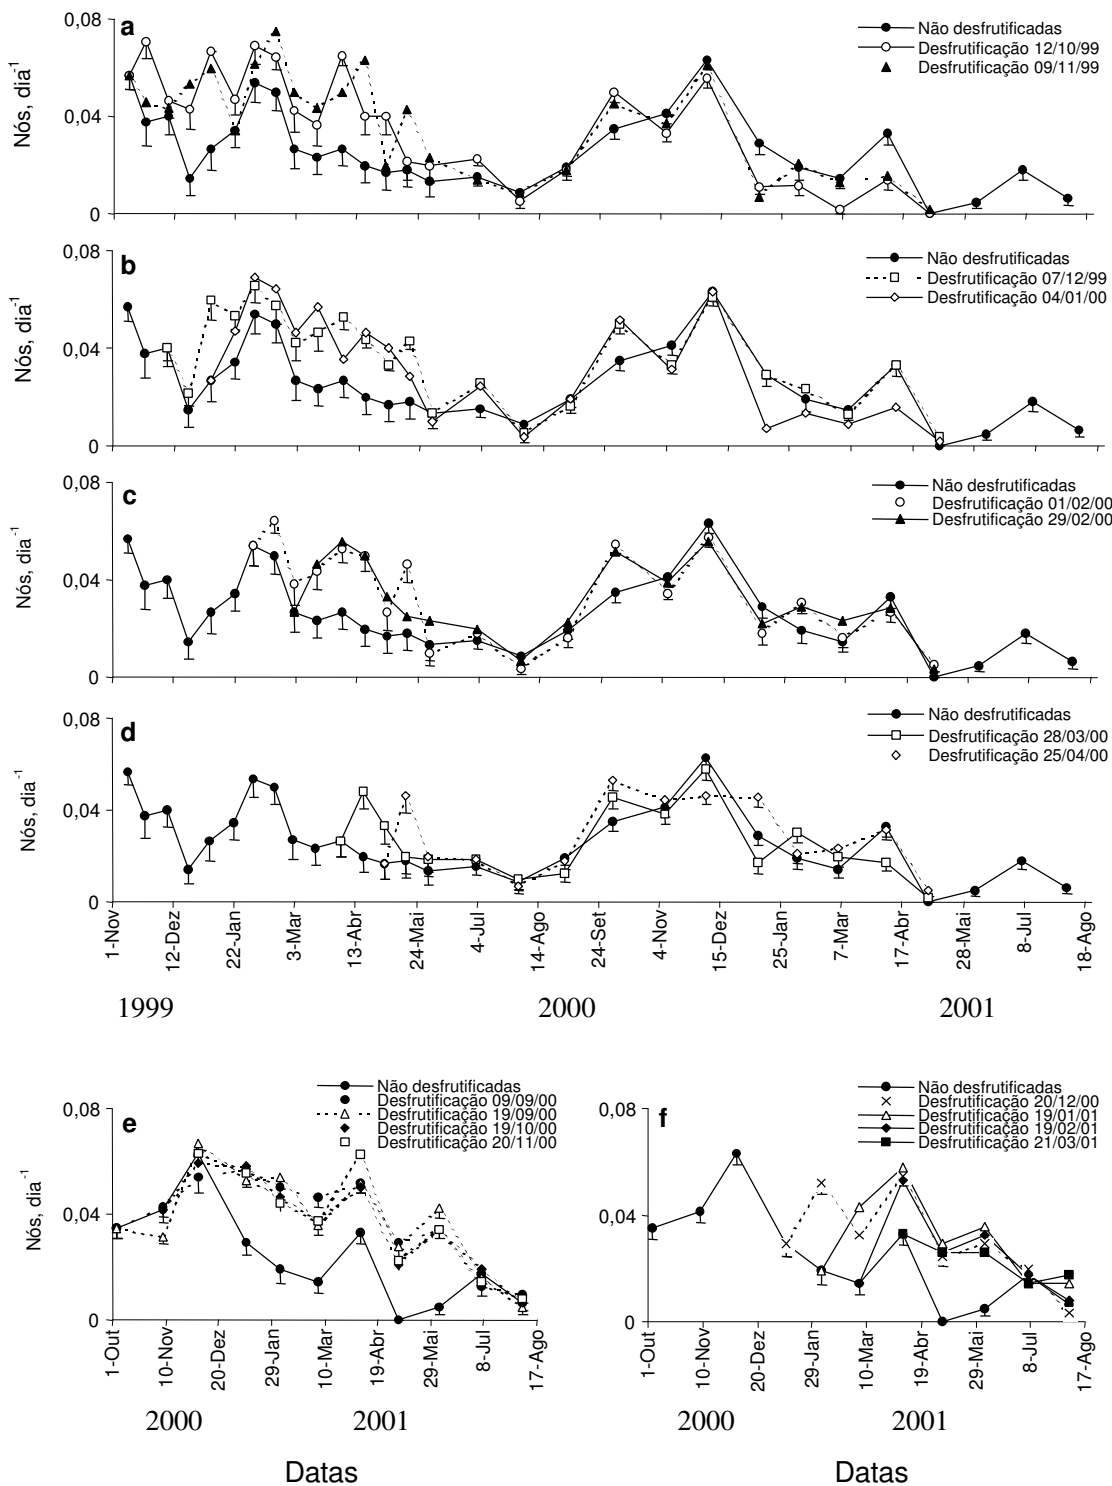 a
0,08
0,04
0
Nós, dia-1
Não desfrutificadas
Desfrutificação 12/10/99
Desfrutificação 09/11/99
b
0,08
0,04
0
Nós, dia-1
Não desfrutificadas
Desfrutificação 07/12/99
Desfrutificação 04/01/00
c
0,08
0,04
0
Nós, dia-1
Não desfrutificadas
Desfrutificação 01/02/00
Desfrutificação 29/02/00
d
0,08
0,04
0
Nós, dia-1
Não desfrutificadas
Desfrutificação 28/03/00
Desfrutificação 25/04/00
1-Nov
12-Dez
22-Jan
3-Mar
13-Abr
24-Mai
4-Jul
14-Ago
24-Set
4-Nov
15-Dez
25-Jan
7-Mar
17-Abr
28-Mai
8-Jul
18-Ago
1999
2000
2001
e
0,08
0,04
0
Nós, dia-1
Não desfrutificadas
Desfrutificação 09/09/00
Desfrutificação 19/09/00
Desfrutificação 19/10/00
Desfrutificação 20/11/00
1-Out
10-Nov
20-Dez
29-Jan
10-Mar
19-Abr
29-Mai
8-Jul
17-Ago
2000
2001
Datas
f
0,08
0,04
0
Não desfrutificadas
Desfrutificação 20/12/00
Desfrutificação 19/01/01
Desfrutificação 19/02/01
Desfrutificação 21/03/01
1-Out
10-Nov
20-Dez
29-Jan
10-Mar
19-Abr
29-Mai
8-Jul
17-Ago
2000
2001
Datas